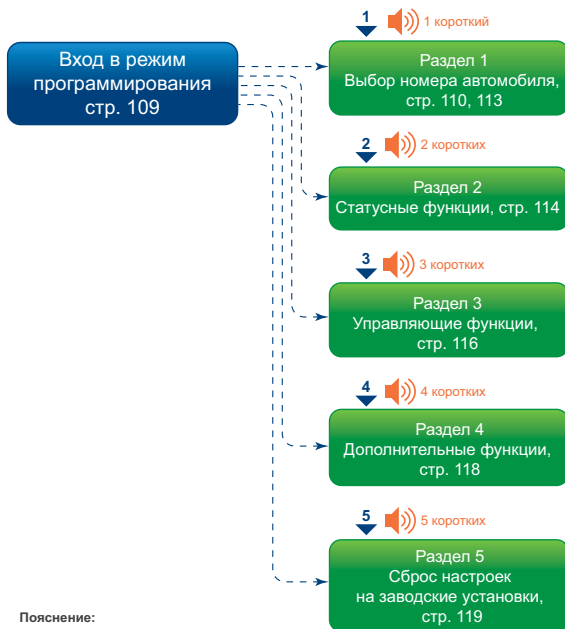 Вход в режим
программирования
стр. 109
1 1 короткий
Раздел 1
Выбор номера автомобиля,
стр. 110, 113
2 2 коротких
Раздел 2
Статусные функции, стр. 114
3 3 коротких
Раздел 3
Управляющие функции,
стр. 116
4 4 коротких
Раздел 4
Дополнительные функции,
стр. 118
5 5 коротких
Раздел 5
Сброс настроек
на заводские установки,
стр. 119
Пояснение: